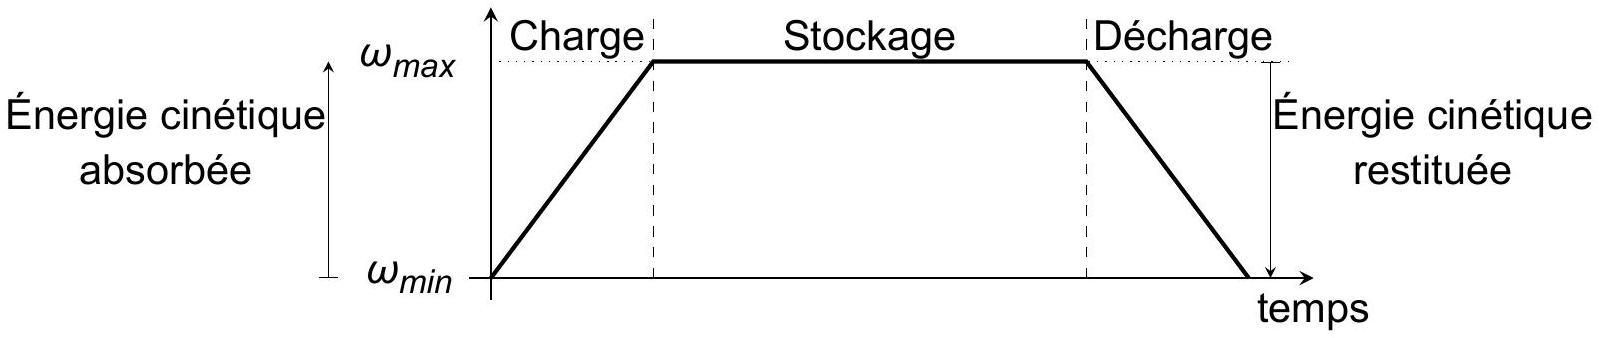 Charge
Stockage
Décharge
ωmax
Énergie cinétique
absorbée
Énergie cinétique
restituée
ωmin
temps